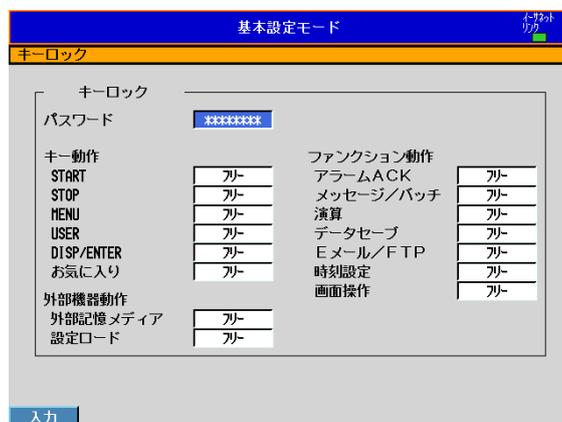 基本設定モード
ｲｰｻﾈｯﾄ
ﾘﾝｸ
キーロック
キーロック
パスワード ********
キー動作
START ﾌﾘｰ
STOP ﾌﾘｰ
MENU ﾌﾘｰ
USER ﾌﾘｰ
DISP/ENTER ﾌﾘｰ
お気に入り ﾌﾘｰ
外部機器動作
外部記憶メディア ﾌﾘｰ
設定ロード ﾌﾘｰ
ファンクション動作
アラームＡＣＫ ﾌﾘｰ
メッセージ／バッチ ﾌﾘｰ
演算 ﾌﾘｰ
データセーブ ﾌﾘｰ
Ｅメール／ＦＴＰ ﾌﾘｰ
時刻設定 ﾌﾘｰ
画面操作 ﾌﾘｰ
入力